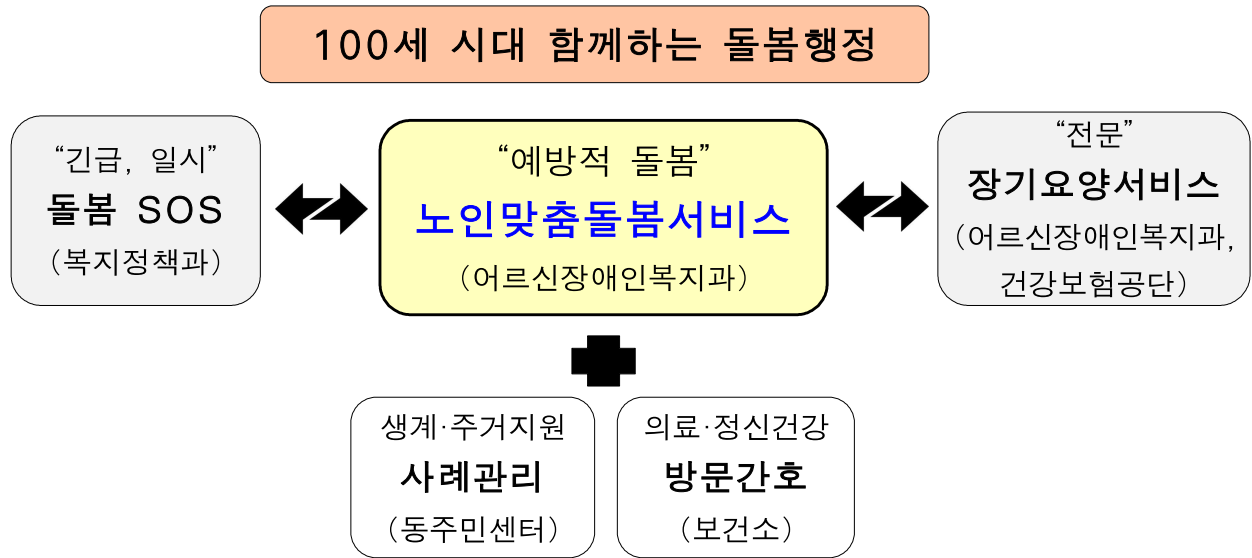 100세 시대 함께하는 돌봄행정
“긴급, 일시”
돌봄 SOS
(복지정책과)
“예방적 돌봄”
노인맞춤돌봄서비스
(어르신장애인복지과)
“전문”
장기요양서비스
(어르신장애인복지과,
건강보험공단)
생계·주거지원
사례관리
(동주민센터)
의료·정신건강
방문간호
(보건소)